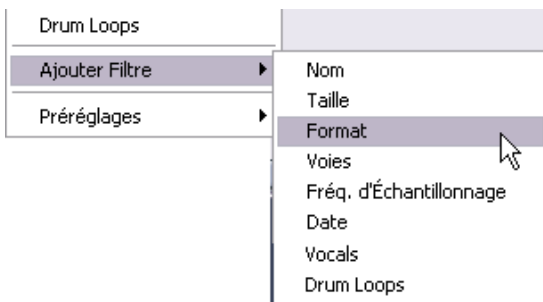 Drum Loops
Ajouter Filtre
Préréglages
Nom
Taille
Format
Voies
Fréq. d'Échantillonnage
Date
Vocals
Drum Loops